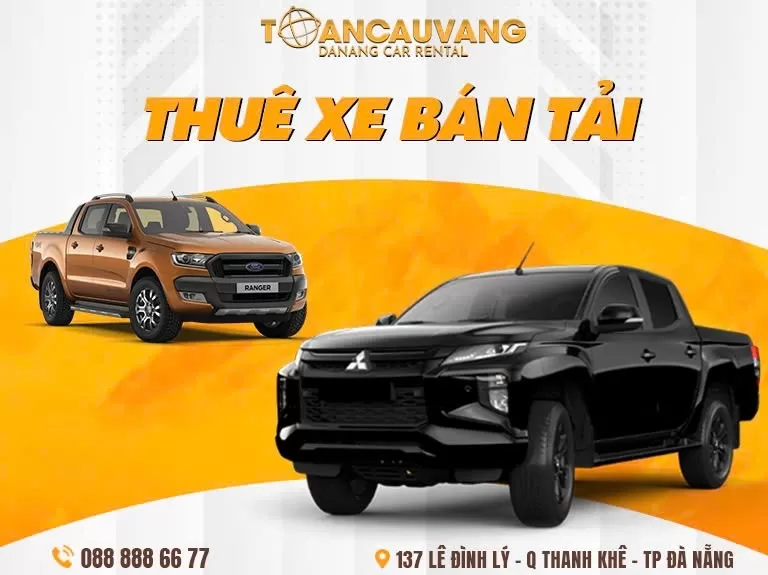 TOANCAUVANG
DANANG CAR RENTAL
THUÊ XE BÁN TẢI
RANGER
088 888 66 77
137 LÊ ĐÌNH LÝ - Q THANH KHÊ - TP ĐÀ NẴNG